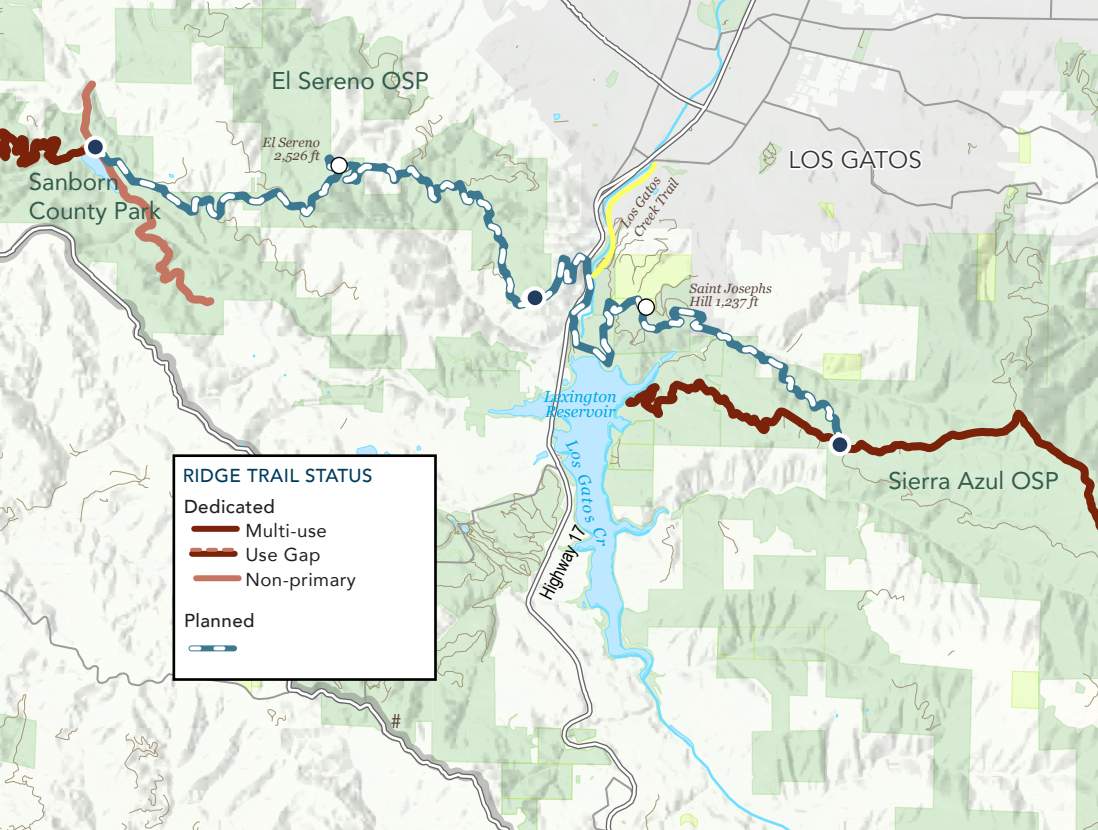 El Sereno OSP
El Sereno
2,526 ft
LOS GATOS
Sanborn
County Park
Los Gatos
Creek Trail
Saint Josephs
Hill 1,237 ft
Lexington
Reservoir
Los Gatos Cr
Sierra Azul OSP
Highway 17
RIDGE TRAIL STATUS
Dedicated
Multi-use
Use Gap
Non-primary
Planned
#